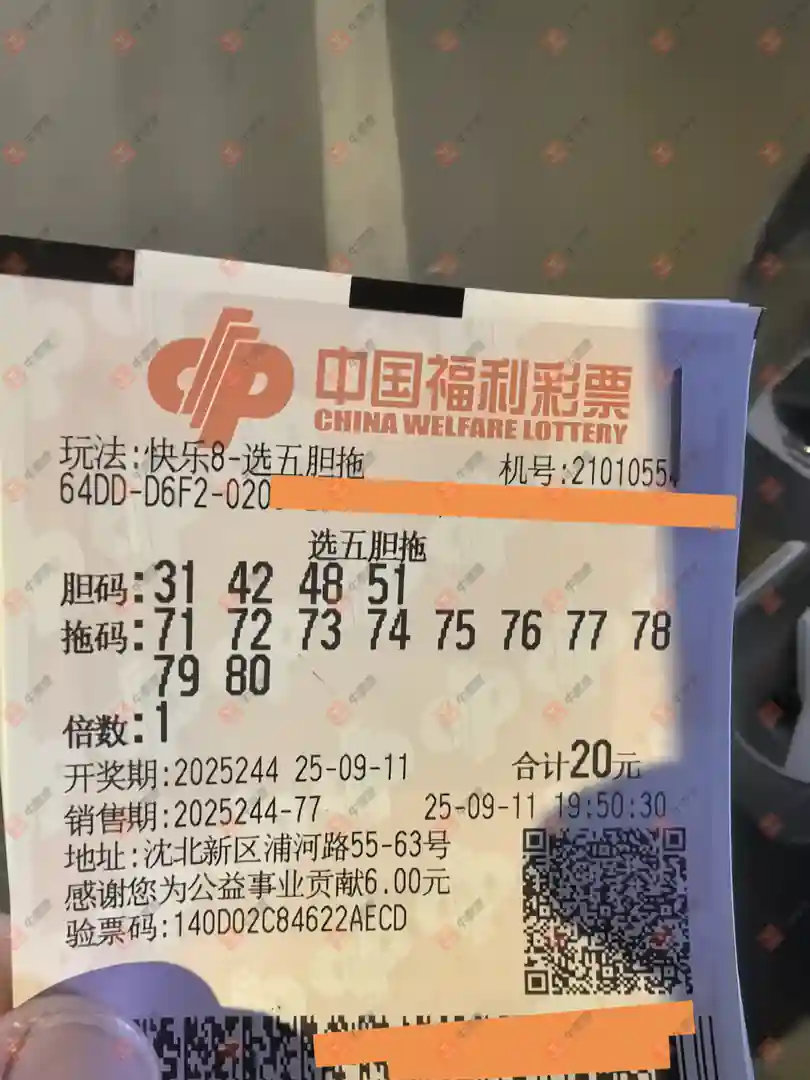 中国福利彩票
CHINA WELFARE LOTTERY
玩法:快乐8-选五胆拖 机号:21010554
64DD-D6F2-020
选五胆拖
胆码:31 42 48 51
拖码:71 72 73 74 75 76 77 78
79 80
倍数:1
开奖期:2025244 25-09-11 合计20元
销售期:2025244-77 25-09-11 19:50:30
地址:沈北新区浦河路55-63号
感谢您为公益事业贡献6.00元
验票码:140D02C84622AECD